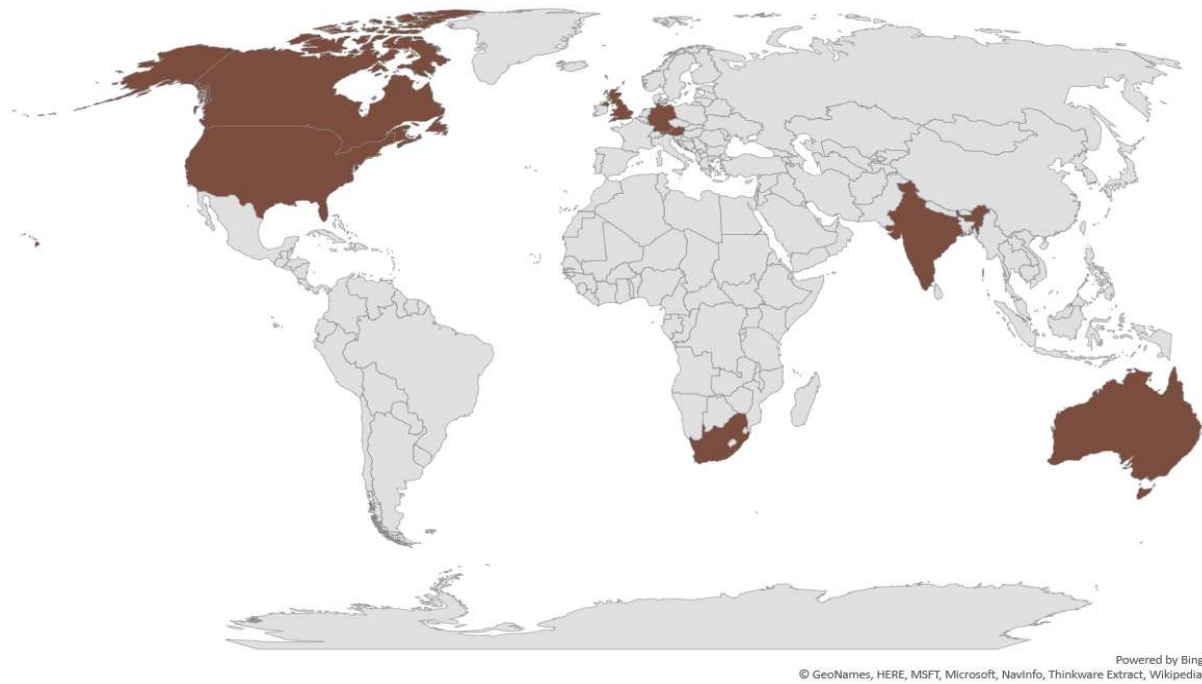 Powered by Bing
© GeoNames, HERE, MSFT, Microsoft, NavInfo, Thinkware Extract, Wikipedia